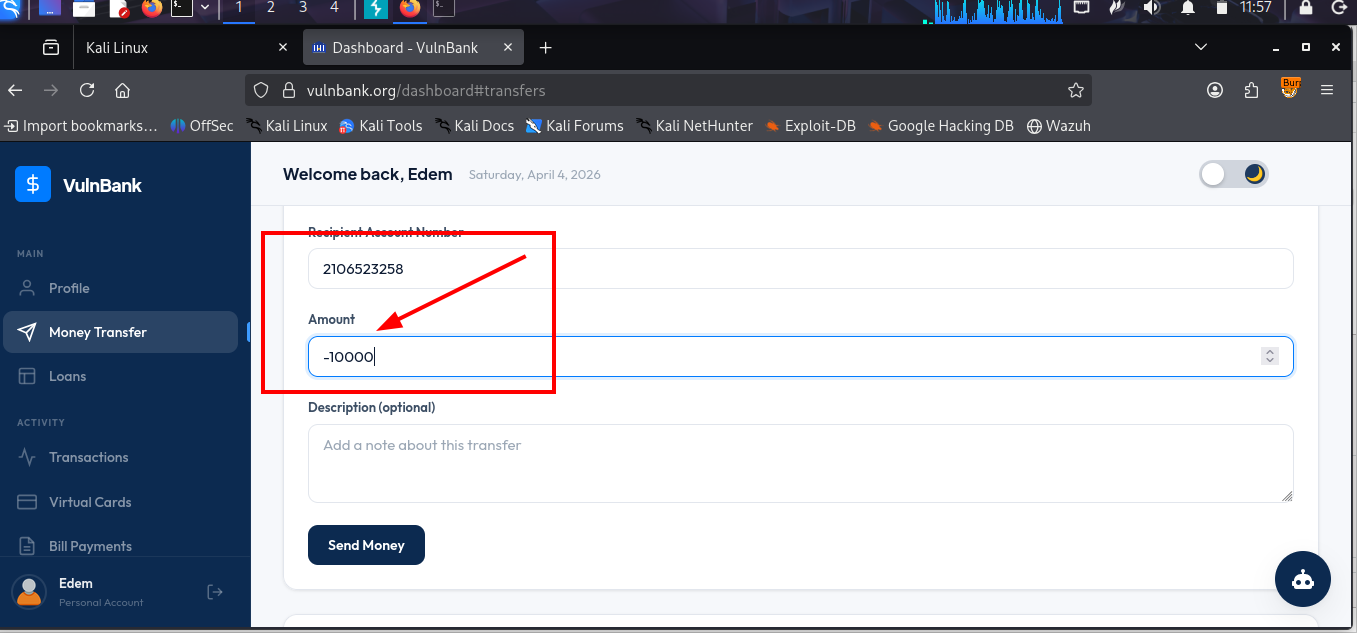 1 2 3 4 11:57
Kali Linux
Dashboard - VulnBank
vulnbank.org/dashboard#transfers
Import bookmarks... OffSec Kali Linux Kali Tools Kali Docs Kali Forums Kali NetHunter Exploit-DB Google Hacking DB Wazuh
$ VulnBank
MAIN
Profile
Money Transfer
Loans
ACTIVITY
Transactions
Virtual Cards
Bill Payments
Edem
Personal Account
Welcome back, Edem Saturday, April 4, 2026
Recipient Account Number
2106523258
Amount
-10000
Description (optional)
Add a note about this transfer
Send Money